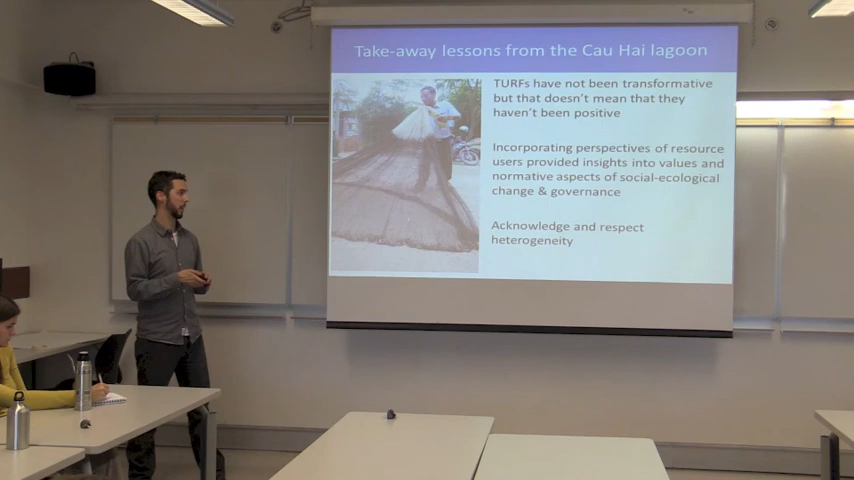 Take-away lessons from the Cau Hai lagoon
TURFs have not been transformative
but that doesn't mean that they
haven't been positive
Incorporating perspectives of resource
users provided insights into values and
normative aspects of social-ecological
change & governance
Acknowledge and respect
heterogeneity